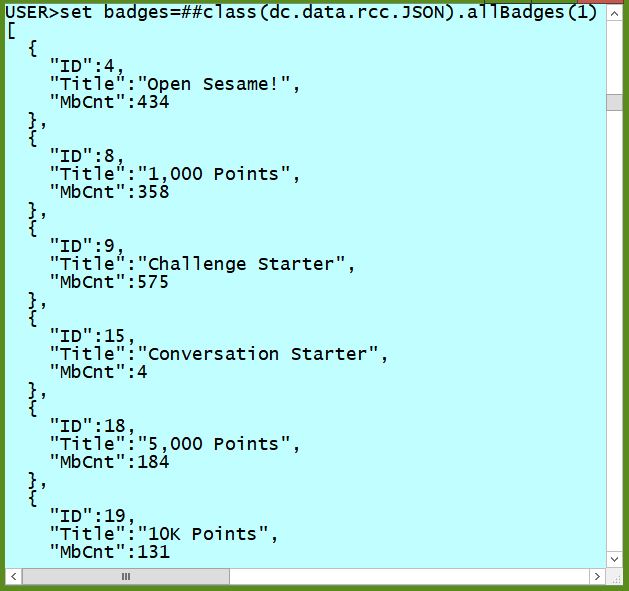 USER>set badges=##class(dc.data.rcc.JSON).allBadges(1)
[
  {
    "ID":4,
    "Title":"Open Sesame!",
    "MbCnt":434
  },
  {
    "ID":8,
    "Title":"1,000 Points",
    "MbCnt":358
  },
  {
    "ID":9,
    "Title":"Challenge Starter",
    "MbCnt":575
  },
  {
    "ID":15,
    "Title":"Conversation Starter",
    "MbCnt":4
  },
  {
    "ID":18,
    "Title":"5,000 Points",
    "MbCnt":184
  },
  {
    "ID":19,
    "Title":"10K Points",
    "MbCnt":131